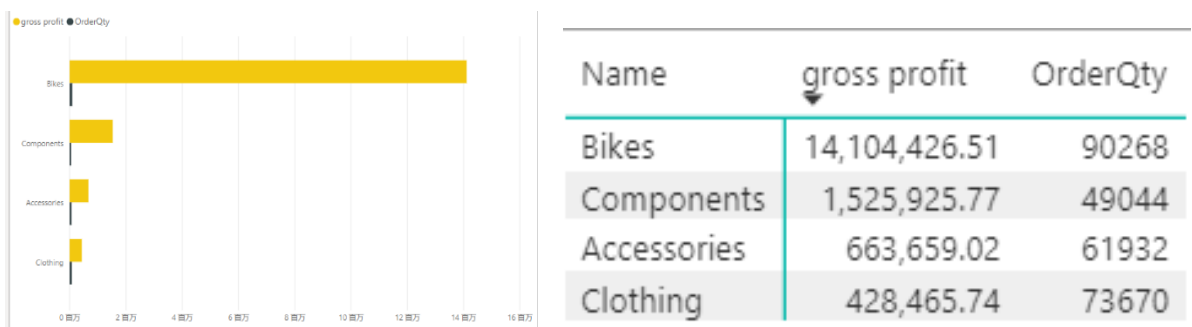 gross profit OrderQty
Bikes
Components
Accessories
Clothing
0 百万 2 百万 4 百万 6 百万 8 百万 10 百万 12 百万 14 百万 16 百万
Name gross profit OrderQty
Bikes 14,104,426.51 90268
Components 1,525,925.77 49044
Accessories 663,659.02 61932
Clothing 428,465.74 73670